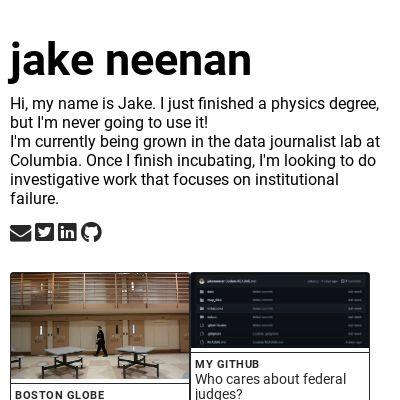 jake neenan
Hi, my name is Jake. I just finished a physics degree,
but I'm never going to use it!
I'm currently being grown in the data journalist lab at
Columbia. Once I finish incubating, I'm looking to do
investigative work that focuses on institutional
failure.
BOSTON GLOBE
MY GITHUB
Who cares about federal
judges?